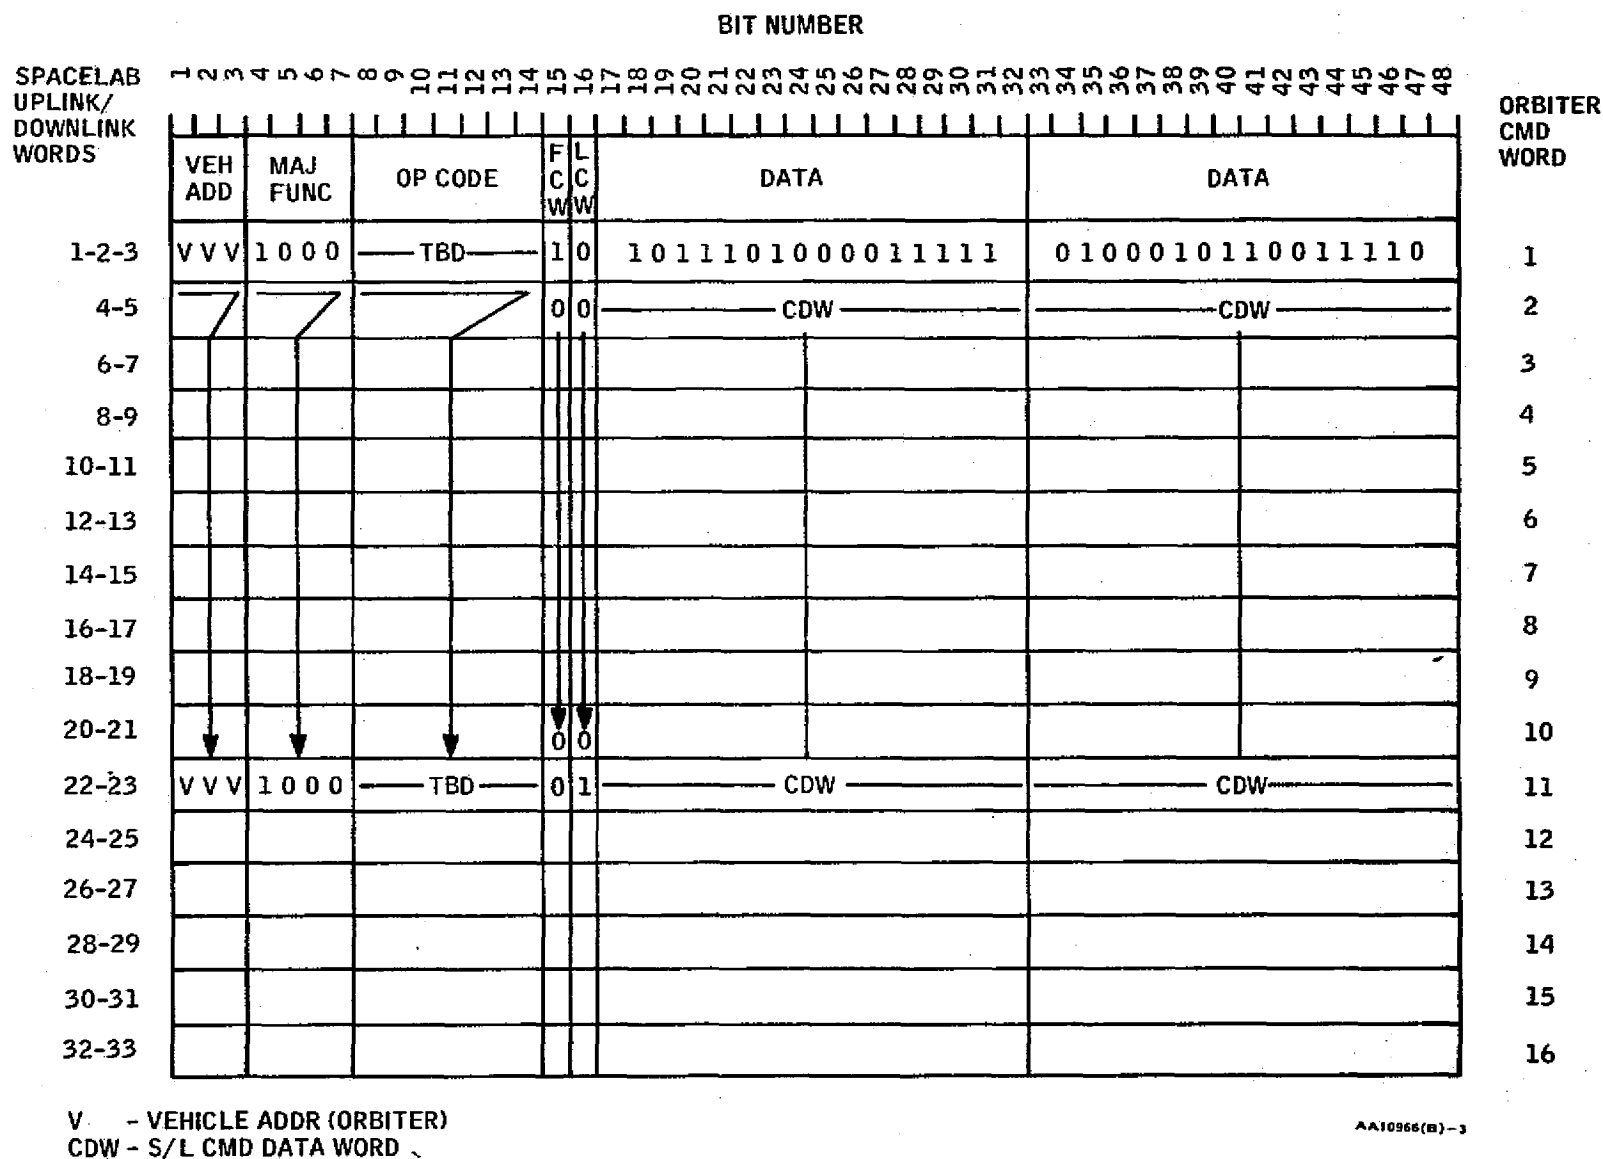 BIT NUMBER
SPACELAB UPLINK/ DOWNLINK WORDS
1 2 3 4 5 6 7 8 9 10 11 12 13 14 15 16 17 18 19 20 21 22 23 24 25 26 27 28 29 30 31 32 33 34 35 36 37 38 39 40 41 42 43 44 45 46 47 48
ORBITER CMD WORD
VEH ADD MAJ FUNC OP CODE FCW LCW DATA DATA
1-2-3 V V V 1 0 0 0 TBD 1 0 1 0 1 1 1 0 1 0 0 0 0 1 1 1 1 1 0 1 0 0 0 1 0 1 1 0 0 1 1 1 1 0 1
4-5 0 0 CDW CDW 2
6-7 3
8-9 4
10-11 5
12-13 6
14-15 7
16-17 8
18-19 9
20-21 0 0 10
22-23 V V V 1 0 0 0 TBD 0 1 CDW CDW 11
24-25 12
26-27 13
28-29 14
30-31 15
32-33 16
V - VEHICLE ADDR (ORBITER)
CDW - S/L CMD DATA WORD
AA10966(B)-3